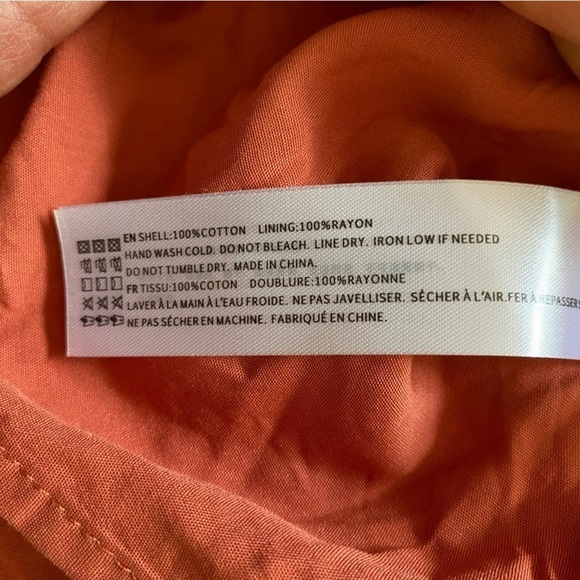 EN SHELL:100%COTTON LINING:100%RAYON
HAND WASH COLD. DO NOT BLEACH. LINE DRY. IRON LOW IF NEEDED
DO NOT TUMBLE DRY. MADE IN CHINA.
FR TISSU:100%COTON DOUBLURE:100%RAYONNE
LAVER À LA MAIN À L'EAU FROIDE. NE PAS JAVELLISER. SÉCHER À L'AIR.FER À REPASSERS
NE PAS SÉCHER EN MACHINE. FABRIQUÉ EN CHINE.